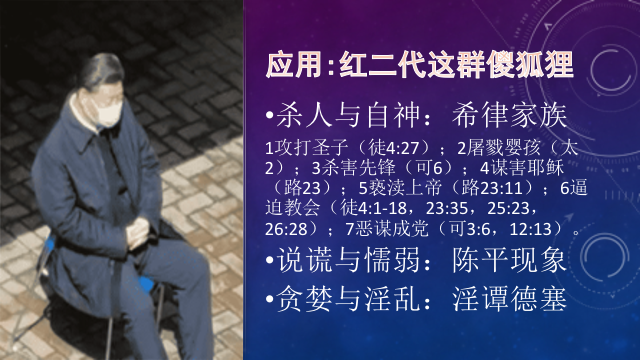 应用:红二代这群傻狐狸
•杀人与自神：希律家族
1攻打圣子（徒4:27）；2屠戮婴孩（太
2）；3杀害先锋（可6）；4谋害耶稣
（路23）；5亵渎上帝（路23:11）；6逼
迫教会（徒4:1-18，23:35，25:23，
26:28）；7恶谋成党（可3:6，12:13）。
•说谎与懦弱：陈平现象
•贪婪与淫乱：淫谭德塞